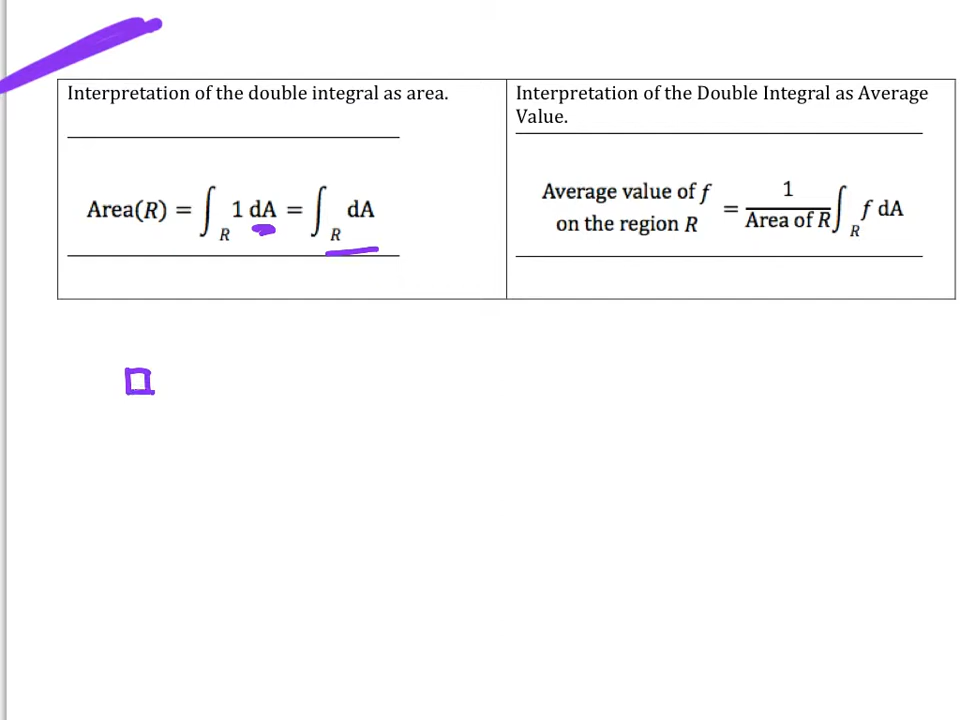 Interpretation of the double integral as area.
Area(R) = ∫_R 1 dA = ∫_R dA
Interpretation of the Double Integral as Average
Value.
Average value of f
on the region R
= 1/Area of R ∫_R f dA